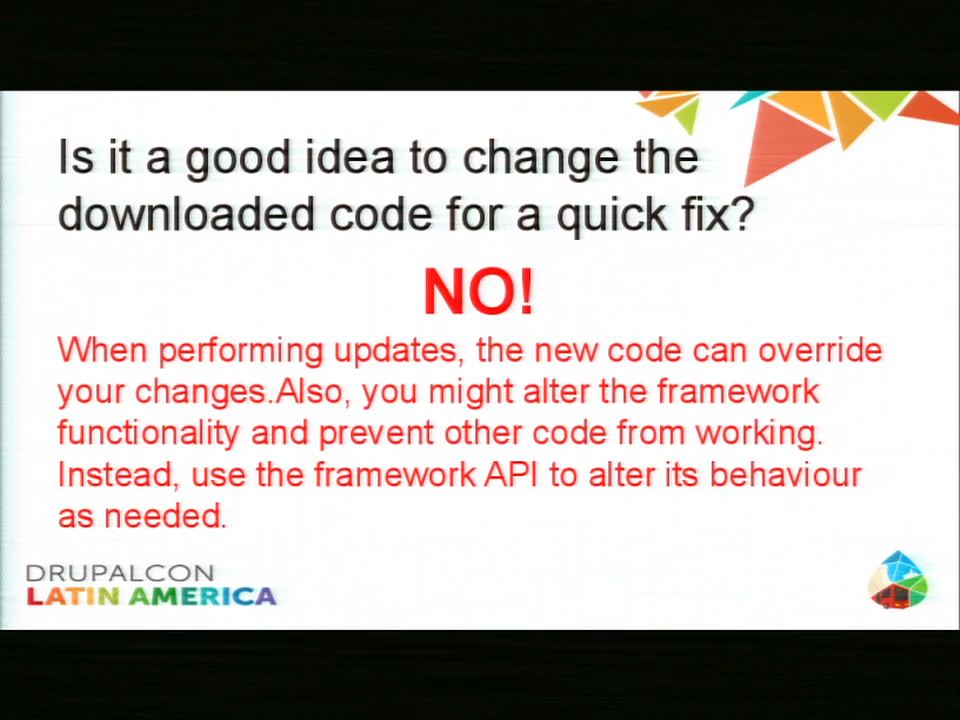 Is it a good idea to change the
downloaded code for a quick fix?
NO!
When performing updates, the new code can override
your changes.Also, you might alter the framework
functionality and prevent other code from working.
Instead, use the framework API to alter its behaviour
as needed.
DRUPALCON
LATIN AMERICA